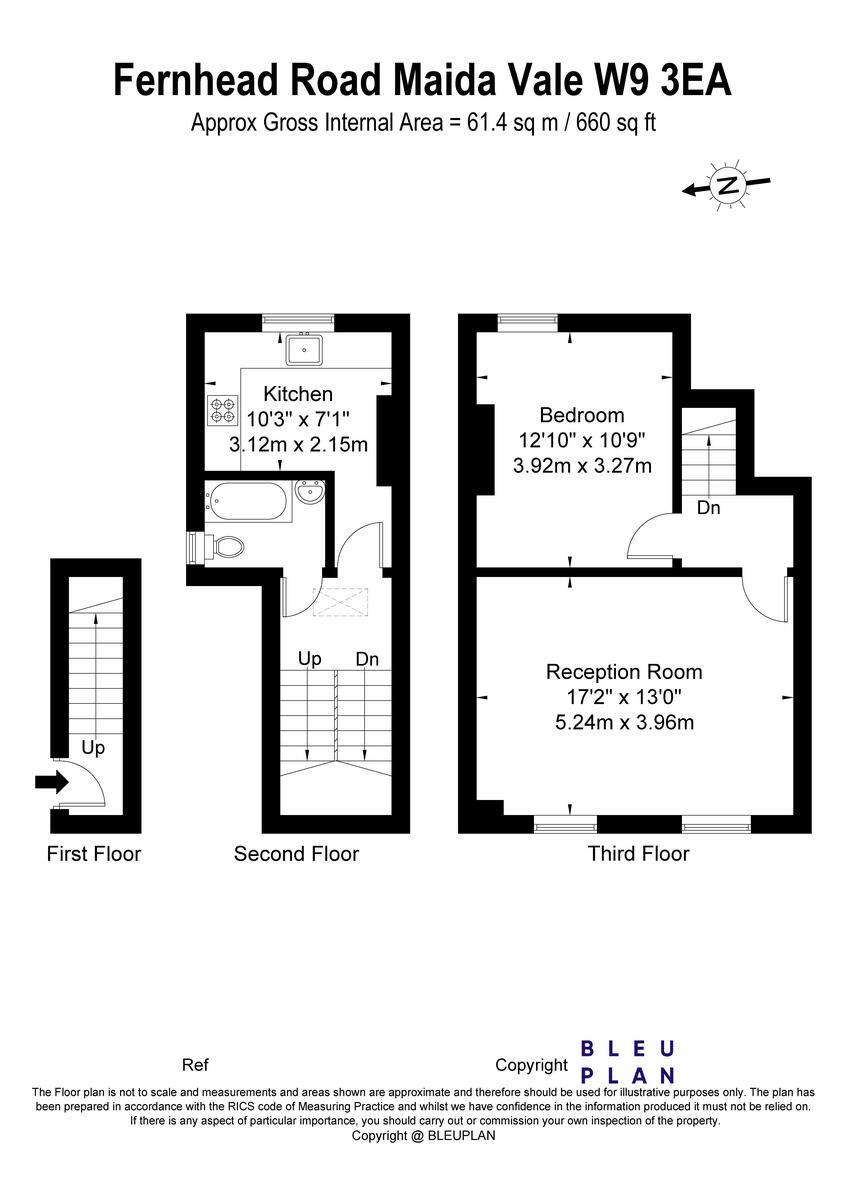 Fernhead Road Maida Vale W9 3EA
Approx Gross Internal Area = 61.4 sq m / 660 sq ft
N
Kitchen
10'3" x 7'1"
3.12m x 2.15m
Bedroom
12'10" x 10'9"
3.92m x 3.27m
Dn
Up
Dn
Reception Room
17'2" x 13'0"
5.24m x 3.96m
Up
First Floor
Second Floor
Third Floor
Ref
Copyright
BLEU
PLAN
The Floor plan is not to scale and measurements and areas shown are approximate and therefore should be used for illustrative purposes only. The plan has
been prepared in accordance with the RICS code of Measuring Practice and whilst we have confidence in the information produced it must not be relied on.
If there is any aspect of particular importance, you should carry out or commission your own inspection of the property.
Copyright @ BLEUPLAN